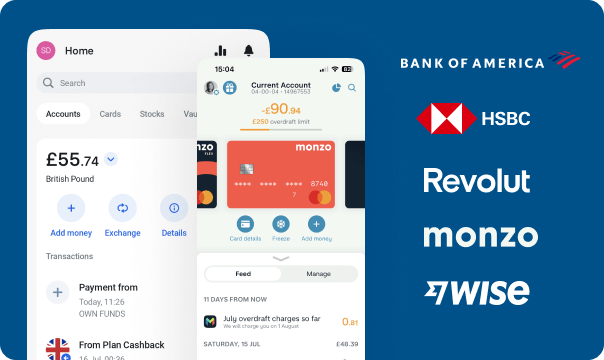 SD Home
Search
Accounts Cards Stocks Vau
£55.74
British Pound
Add money Exchange Details
Transactions
Payment from
Today, 11:26
OWN FUNDS
From Plan Cashback
16 Jul, 00:36
15:04
82
Current Account
04-00-04 • 14967553
-£90.94
£250 overdraft limit
monzo
FLEX
monzo
8740
Card details Freeze Add money
Feed Manage
11 DAYS FROM NOW
July overdraft charges so far 0.81
We will charge you on 1 August
SATURDAY, 15 JUL £48.39
BANK OF AMERICA
HSBC
Revolut
monzo
WISE